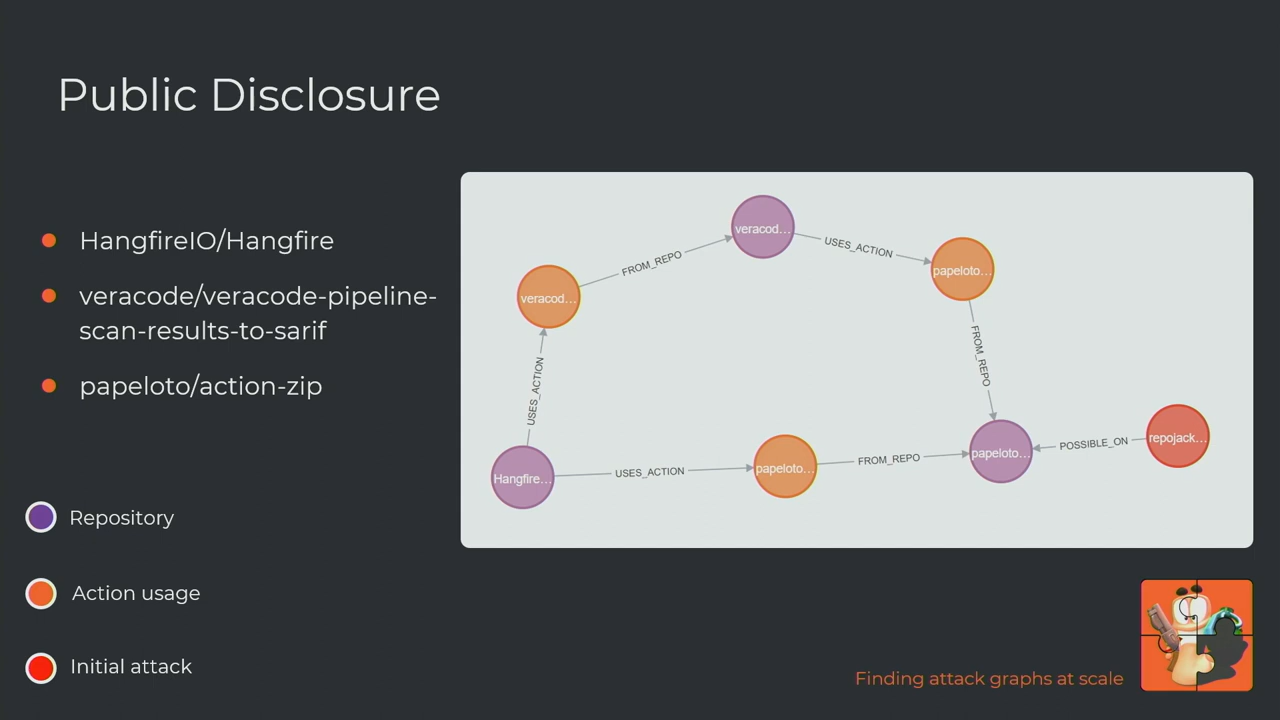 Public Disclosure
HangfireIO/Hangfire
veracode/veracode-pipeline-
scan-results-to-sarif
papeloto/action-zip
Repository
Action usage
Initial attack
veracod...
FROM_REPO
veracod...
USES_ACTION
papeloto...
USES_ACTION
FROM_REPO
Hangfire...
USES_ACTION
papeloto...
FROM_REPO
papeloto...
POSSIBLE_ON
repojack...
Finding attack graphs at scale